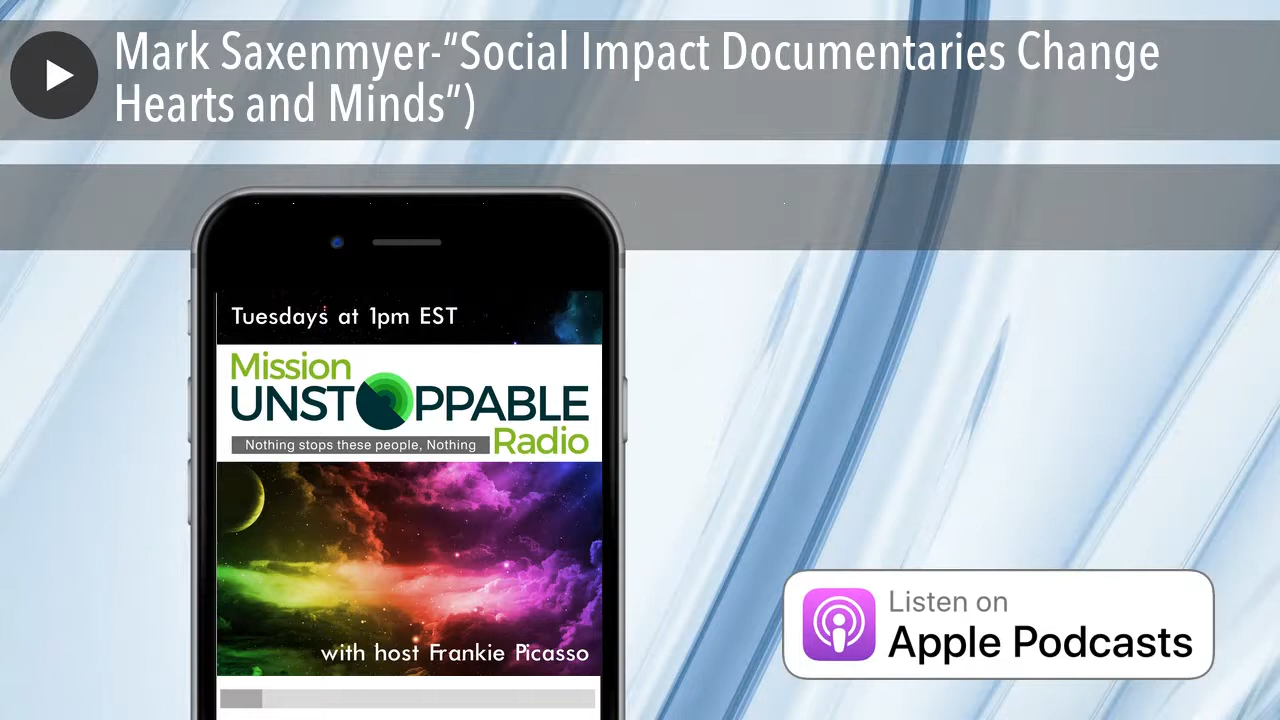 Mark Saxenmyer-“Social Impact Documentaries Change
Hearts and Minds”)
Tuesdays at 1pm EST
Mission
UNSTOPPABLE
Nothing stops these people, Nothing
Radio
with host Frankie Picasso
Listen on
Apple Podcasts